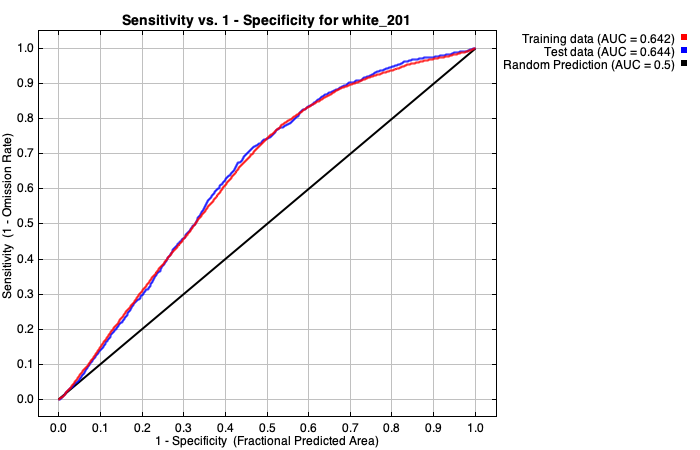 Sensitivity vs. 1 - Specificity for white_201
Training data (AUC = 0.642)
Test data (AUC = 0.644)
Random Prediction (AUC = 0.5)
Sensitivity (1 - Omission Rate)
1.0
0.9
0.8
0.7
0.6
0.5
0.4
0.3
0.2
0.1
0.0
0.0 0.1 0.2 0.3 0.4 0.5 0.6 0.7 0.8 0.9 1.0
1 - Specificity (Fractional Predicted Area)